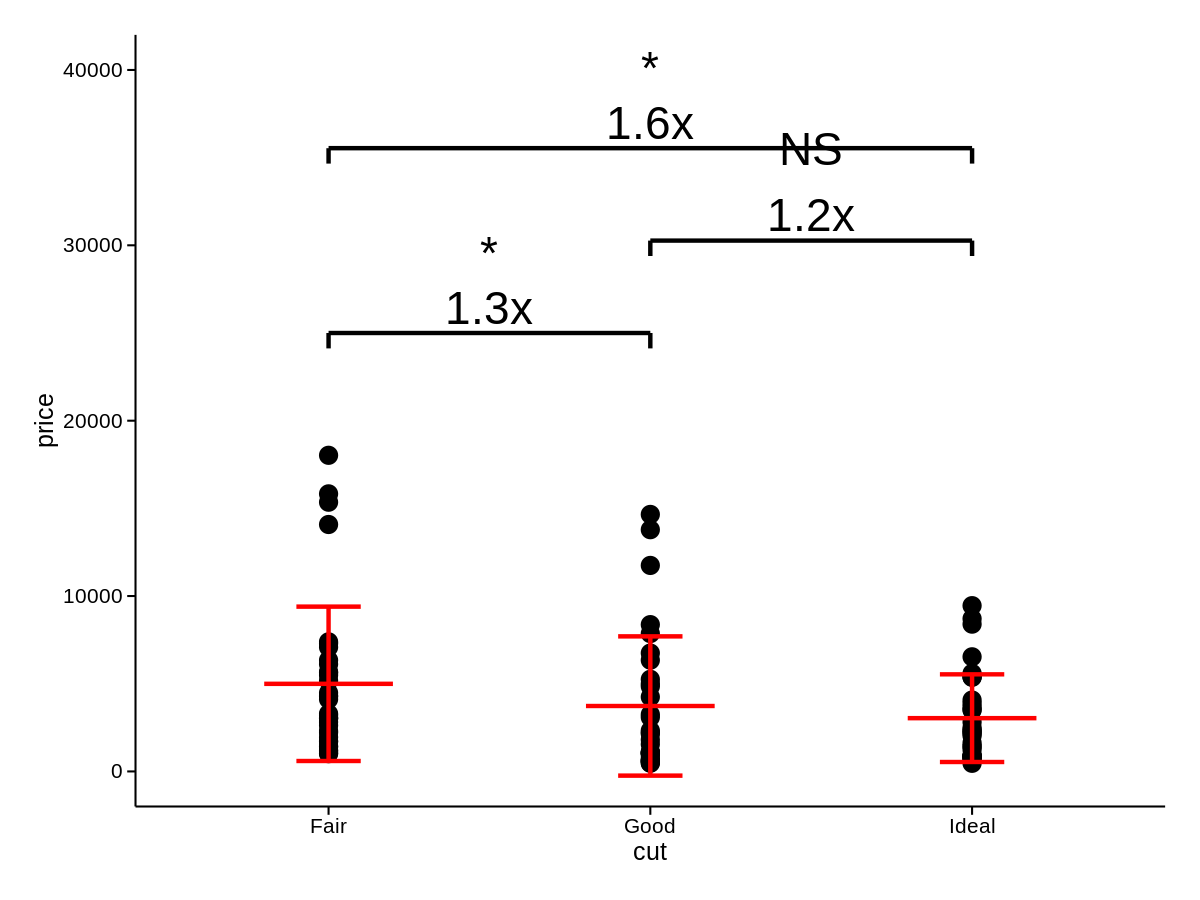 *
1.6x
NS
1.2x
*
1.3x
40000
30000
20000
10000
0
price
Fair
Good
Ideal
cut